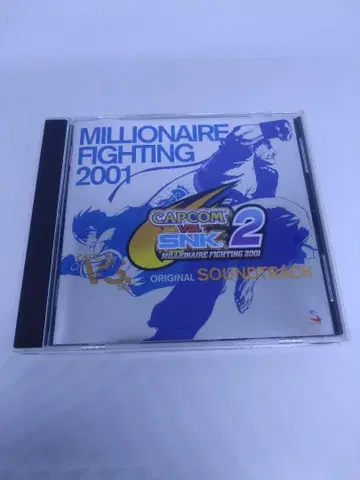 MILLIONAIRE
FIGHTING
2001
CAPCOM
VS
SNK 2
MILLIONAIRE FIGHTING 2001
ORIGINAL SOUNDTRACK